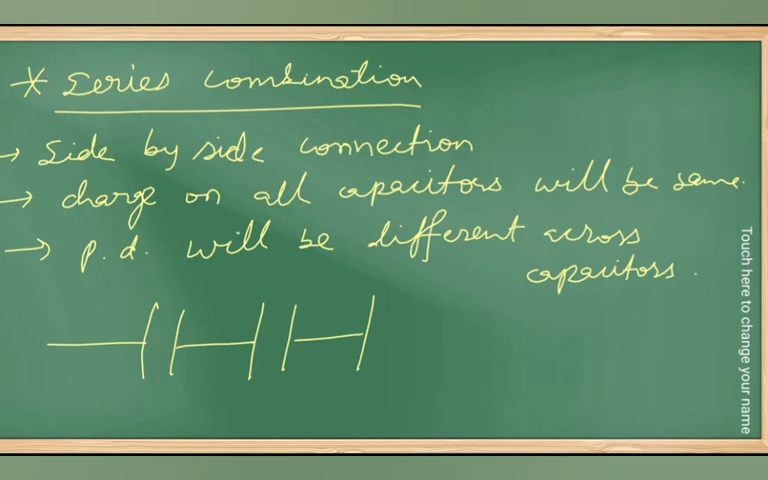 * Series Combination
→ Side by side connection
→ charge on all capacitors will be same.
→ p.d. will be different across
capacitors.
Touch here to change your name